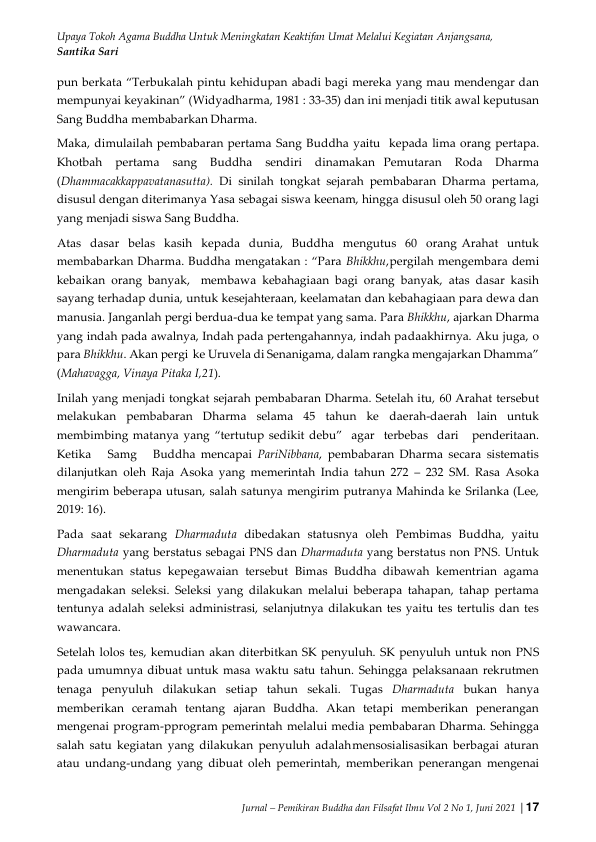 Upaya Tokoh Agama Buddha Untuk Meningkatan Keaktifan Umat Melalui Kegiatan Anjangsana,
Santika Sari
pun berkata “Terbukalah pintu kehidupan abadi bagi mereka yang mau mendengar dan
mempunyai keyakinan” (Widyadharma, 1981 : 33-35) dan ini menjadi titik awal keputusan
Sang Buddha membabarkan Dharma.
Maka, dimulailah pembabaran pertama Sang Buddha yaitu kepada lima orang pertapa.
Khotbah pertama sang Buddha sendiri dinamakan Pemutaran Roda Dharma
(Dhammacakkappavatanasutta). Di sinilah tongkat sejarah pembabaran Dharma pertama,
disusul dengan diterimanya Yasa sebagai siswa keenam, hingga disusul oleh 50 orang lagi
yang menjadi siswa Sang Buddha.
Atas dasar belas kasih kepada dunia, Buddha mengutus 60 orang Arahat untuk
membabarkan Dharma. Buddha mengatakan : “Para Bhikkhu,pergilah mengembara demi
kebaikan orang banyak, membawa kebahagiaan bagi orang banyak, atas dasar kasih
sayang terhadap dunia, untuk kesejahteraan, keelamatan dan kebahagiaan para dewa dan
manusia. Janganlah pergi berdua-dua ke tempat yang sama. Para Bhikkhu, ajarkan Dharma
yang indah pada awalnya, Indah pada pertengahannya, indah padaakhirnya. Aku juga, o
para Bhikkhu. Akan pergi ke Uruvela di Senanigama, dalam rangka mengajarkan Dhamma”
(Mahavagga, Vinaya Pitaka I,21).
Inilah yang menjadi tongkat sejarah pembabaran Dharma. Setelah itu, 60 Arahat tersebut
melakukan pembabaran Dharma selama 45 tahun ke daerah-daerah lain untuk
membimbing matanya yang “tertutup sedikit debu” agar terbebas dari penderitaan.
Ketika Samg Buddha mencapai PariNibbana, pembabaran Dharma secara sistematis
dilanjutkan oleh Raja Asoka yang memerintah India tahun 272 – 232 SM. Rasa Asoka
mengirim beberapa utusan, salah satunya mengirim putranya Mahinda ke Srilanka (Lee,
2019: 16).
Pada saat sekarang Dharmaduta dibedakan statusnya oleh Pembimas Buddha, yaitu
Dharmaduta yang berstatus sebagai PNS dan Dharmaduta yang berstatus non PNS. Untuk
menentukan status kepegawaian tersebut Bimas Buddha dibawah kementrian agama
mengadakan seleksi. Seleksi yang dilakukan melalui beberapa tahapan, tahap pertama
tentunya adalah seleksi administrasi, selanjutnya dilakukan tes yaitu tes tertulis dan tes
wawancara.
Setelah lolos tes, kemudian akan diterbitkan SK penyuluh. SK penyuluh untuk non PNS
pada umumnya dibuat untuk masa waktu satu tahun. Sehingga pelaksanaan rekrutmen
tenaga penyuluh dilakukan setiap tahun sekali. Tugas Dharmaduta bukan hanya
memberikan ceramah tentang ajaran Buddha. Akan tetapi memberikan penerangan
mengenai program-pprogram pemerintah melalui media pembabaran Dharma. Sehingga
salah satu kegiatan yang dilakukan penyuluh adalahmensosialisasikan berbagai aturan
atau undang-undang yang dibuat oleh pemerintah, memberikan penerangan mengenai
Jurnal – Pemikiran Buddha dan Filsafat Ilmu Vol 2 No 1, Juni 2021 | 17